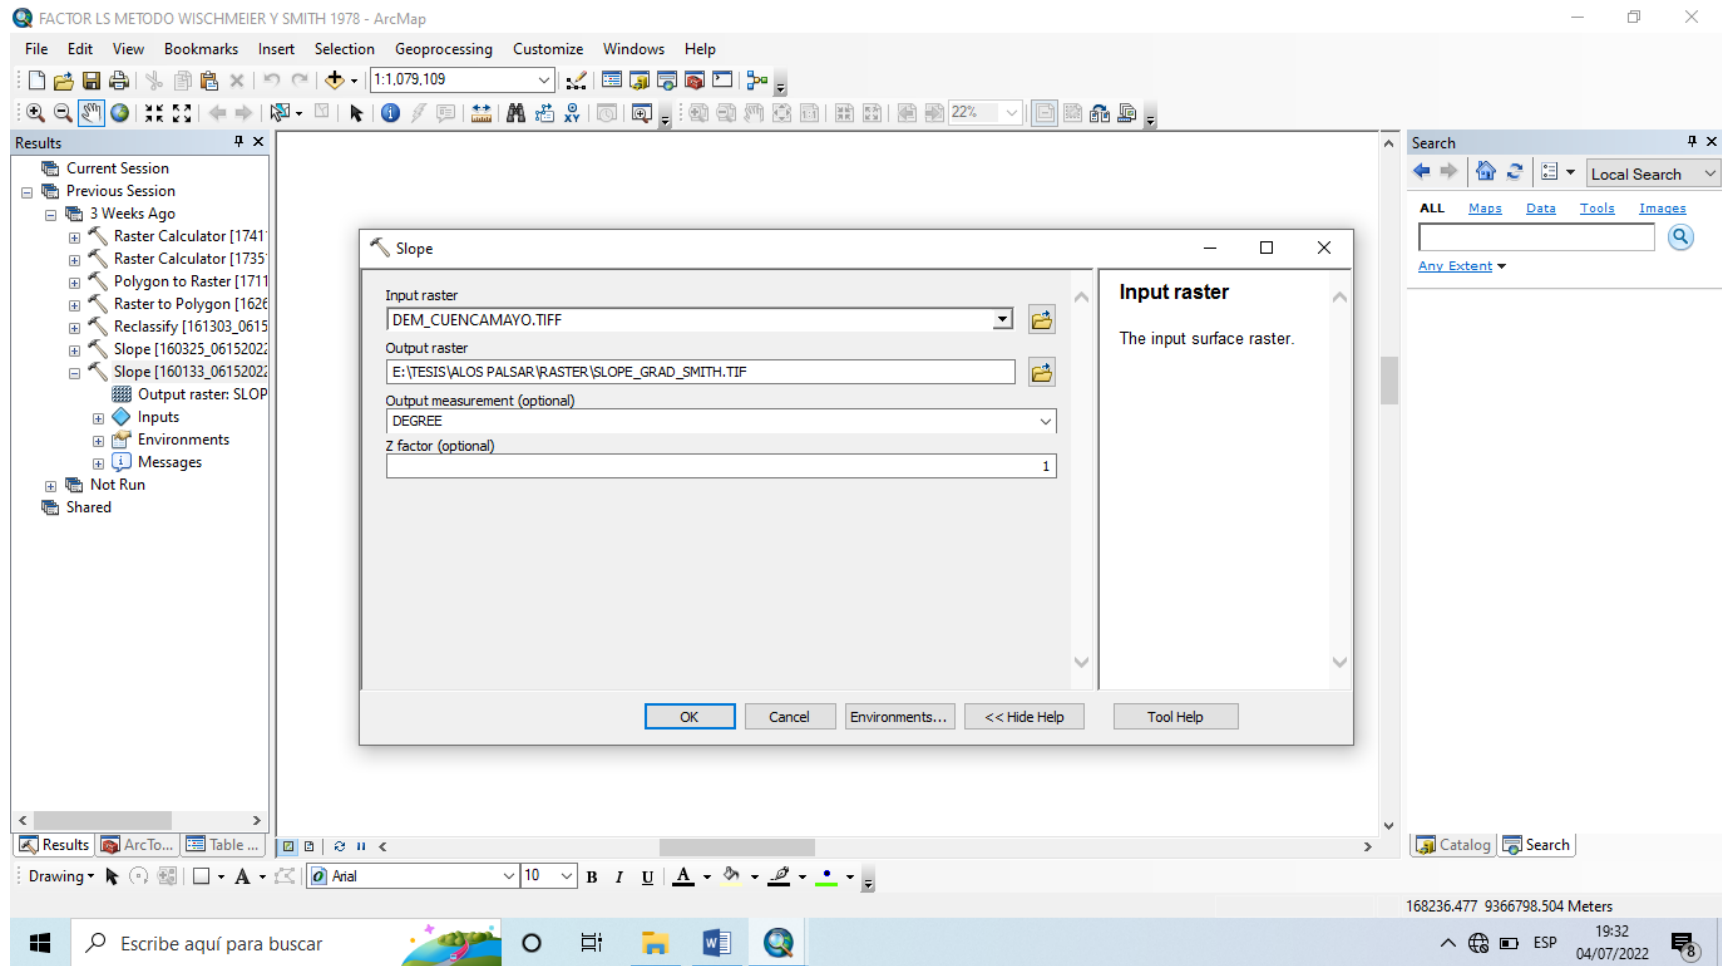 FACTOR LS METODO WISCHMEIER Y SMITH 1978 - ArcMap
File Edit View Bookmarks Insert Selection Geoprocessing Customize Windows Help
1:1,079,109
22%
Results
Current Session
Previous Session
3 Weeks Ago
Raster Calculator [1741
Raster Calculator [1735
Polygon to Raster [1711
Raster to Polygon [1626
Reclassify [161303_0615
Slope [160325_06152022
Slope [160133_06152022
Output raster: SLOP
Inputs
Environments
Messages
Not Run
Shared
Slope
Input raster
DEM_CUENCAMAYO.TIFF
Output raster
E:\TESIS\ALOS PALSAR\RASTER\SLOPE_GRAD_SMITH.TIF
Output measurement (optional)
DEGREE
Z factor (optional)
1
Input raster
The input surface raster.
OK Cancel Environments... << Hide Help Tool Help
Search
Local Search
ALL Maps Data Tools Images
Any Extent
Results ArcTo... Table ...
Catalog Search
Drawing A Arial 10 B I U A
168236.477 9366798.504 Meters
Escribe aquí para buscar
ESP
19:32
04/07/2022
8